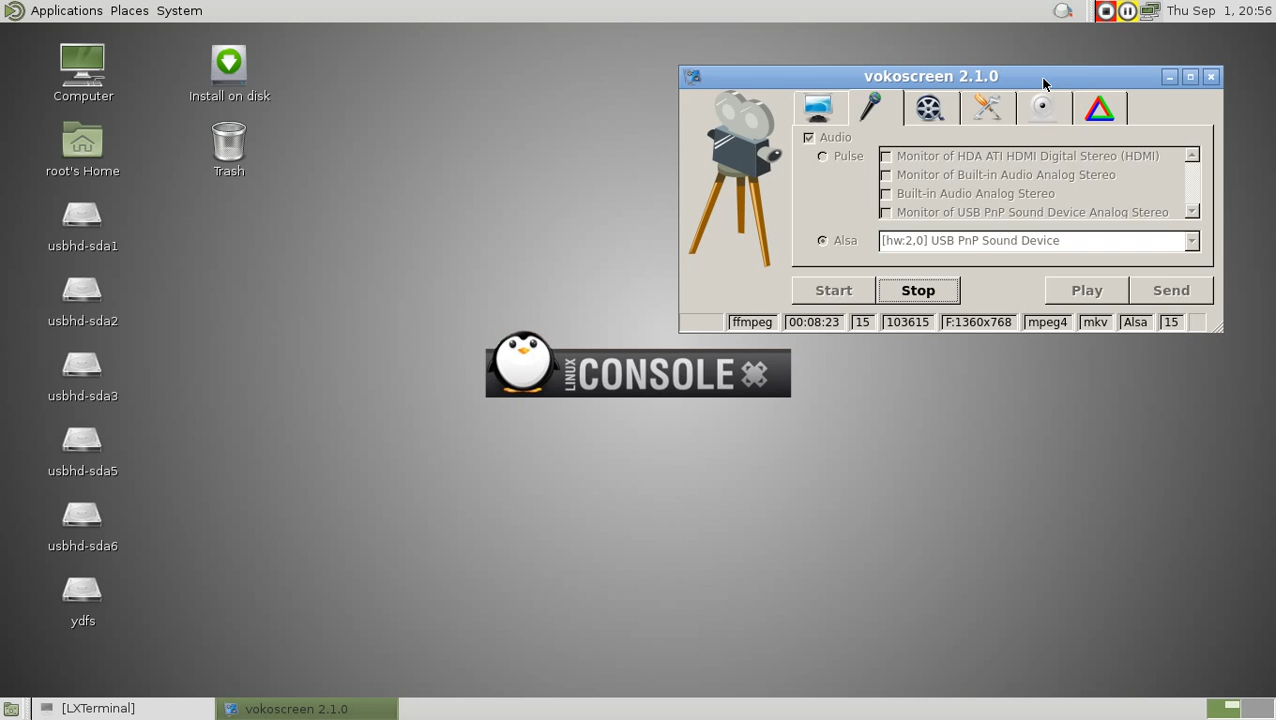 Applications Places System
Thu Sep 1, 20:56
Computer
Install on disk
root's Home
Trash
usbhd-sda1
usbhd-sda2
usbhd-sda3
usbhd-sda5
usbhd-sda6
ydfs
vokoscreen 2.1.0
Audio
Pulse
Monitor of HDA ATI HDMI Digital Stereo (HDMI)
Monitor of Built-in Audio Analog Stereo
Built-in Audio Analog Stereo
Monitor of USB PnP Sound Device Analog Stereo
Alsa
[hw:2,0] USB PnP Sound Device
Start Stop Play Send
ffmpeg 00:08:23 15 103615 F:1360x768 mpeg4 mkv Alsa 15
LINUX CONSOLE
[LXTerminal] vokoscreen 2.1.0